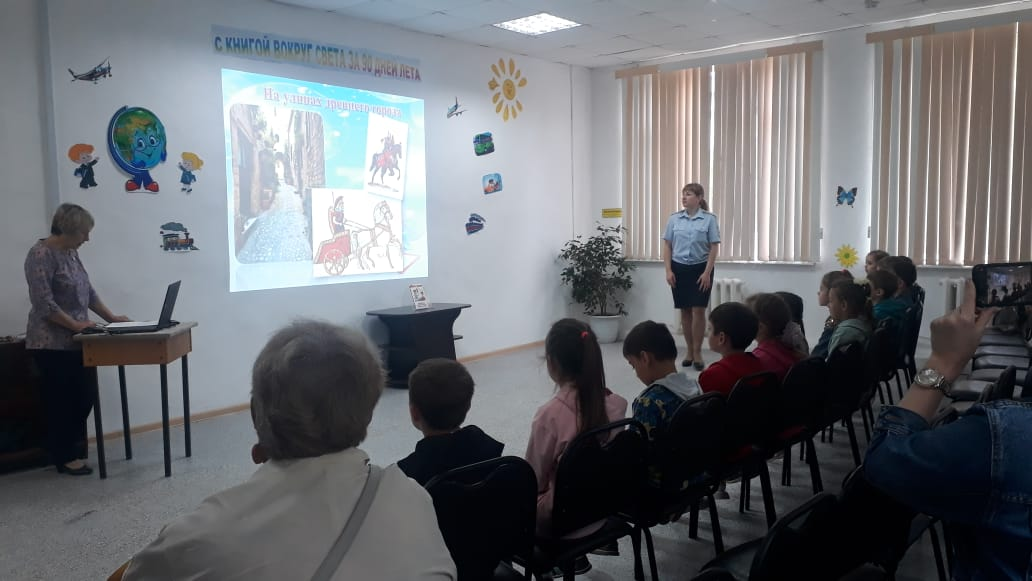 С КНИГОЙ ВОКРУГ СВЕТА ЗА 90 ДНЕЙ ЛЕТА
На улицах древнего города